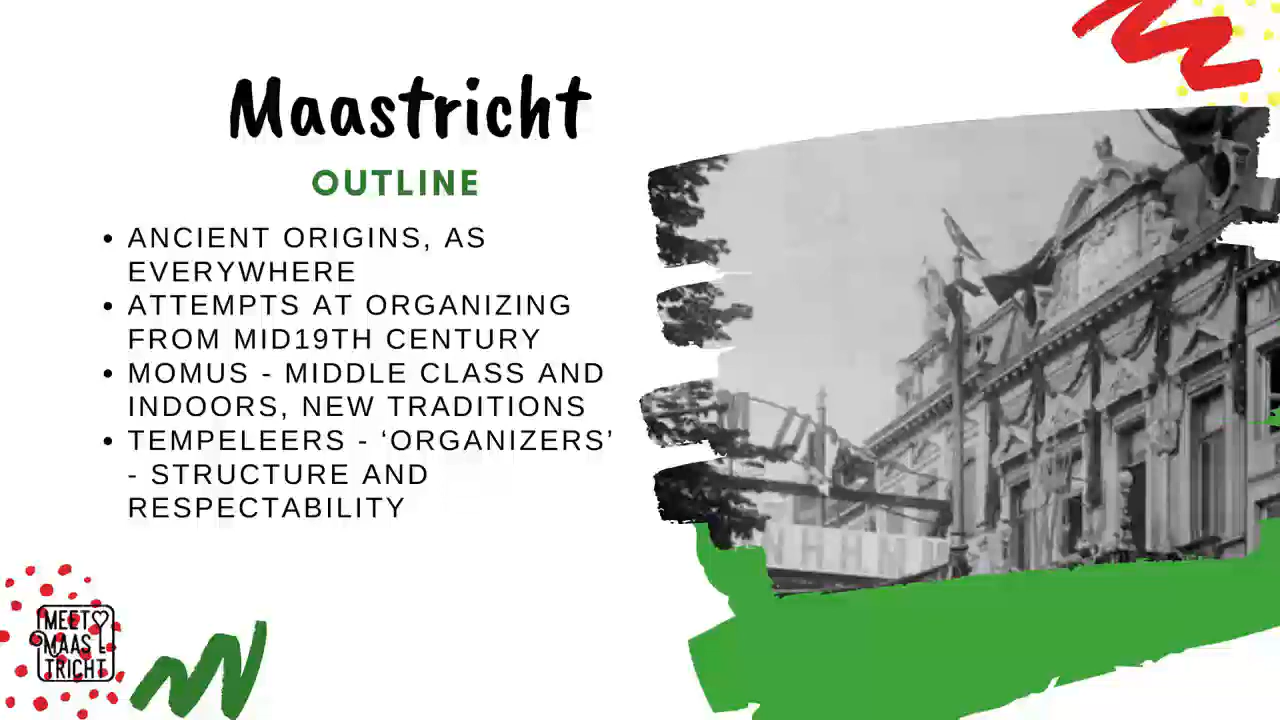 Maastricht
OUTLINE
• ANCIENT ORIGINS, AS
EVERYWHERE
• ATTEMPTS AT ORGANIZING
FROM MID19TH CENTURY
• MOMUS - MIDDLE CLASS AND
INDOORS, NEW TRADITIONS
• TEMPELEERS - ‘ORGANIZERS’
- STRUCTURE AND
RESPECTABILITY
MEET
MAAS
TRICHT